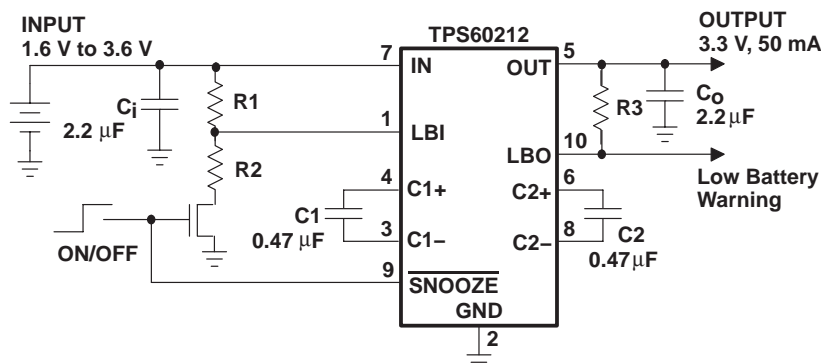 INPUT
1.6 V to 3.6 V
TPS60212
OUTPUT
3.3 V, 50 mA
7
IN
OUT
5
Ci
2.2 μF
R1
R3
Co
2.2 μF
1
LBI
10
LBO
R2
Low Battery
Warning
4
C1+
C2+
6
C1
0.47 μF
3
C1−
C2−
8
C2
0.47 μF
ON/OFF
9
SNOOZE
GND
2